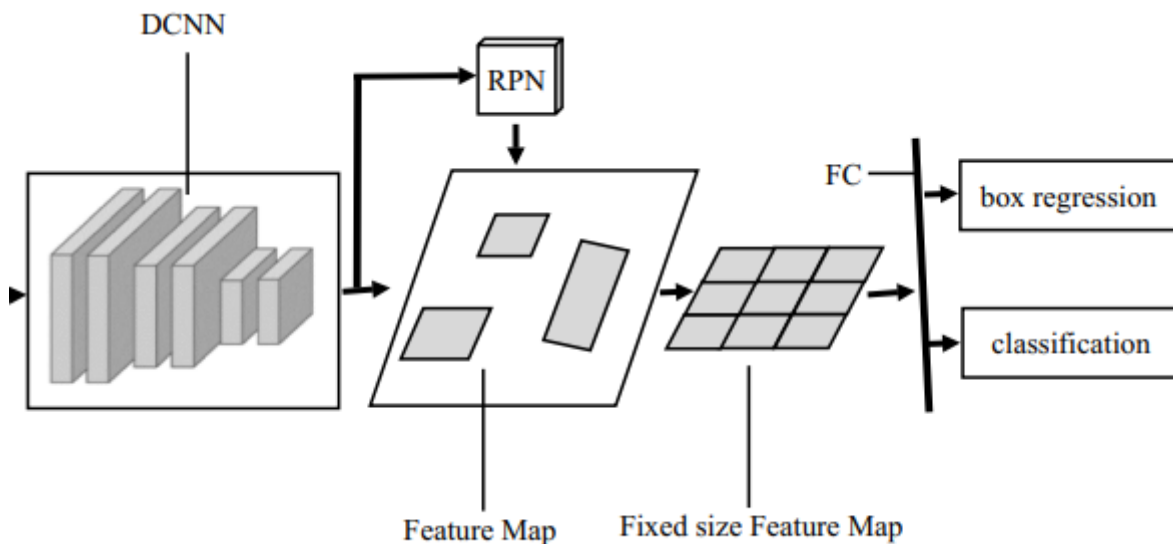 DCNN
RPN
FC
box regression
classification
Feature Map
Fixed size Feature Map